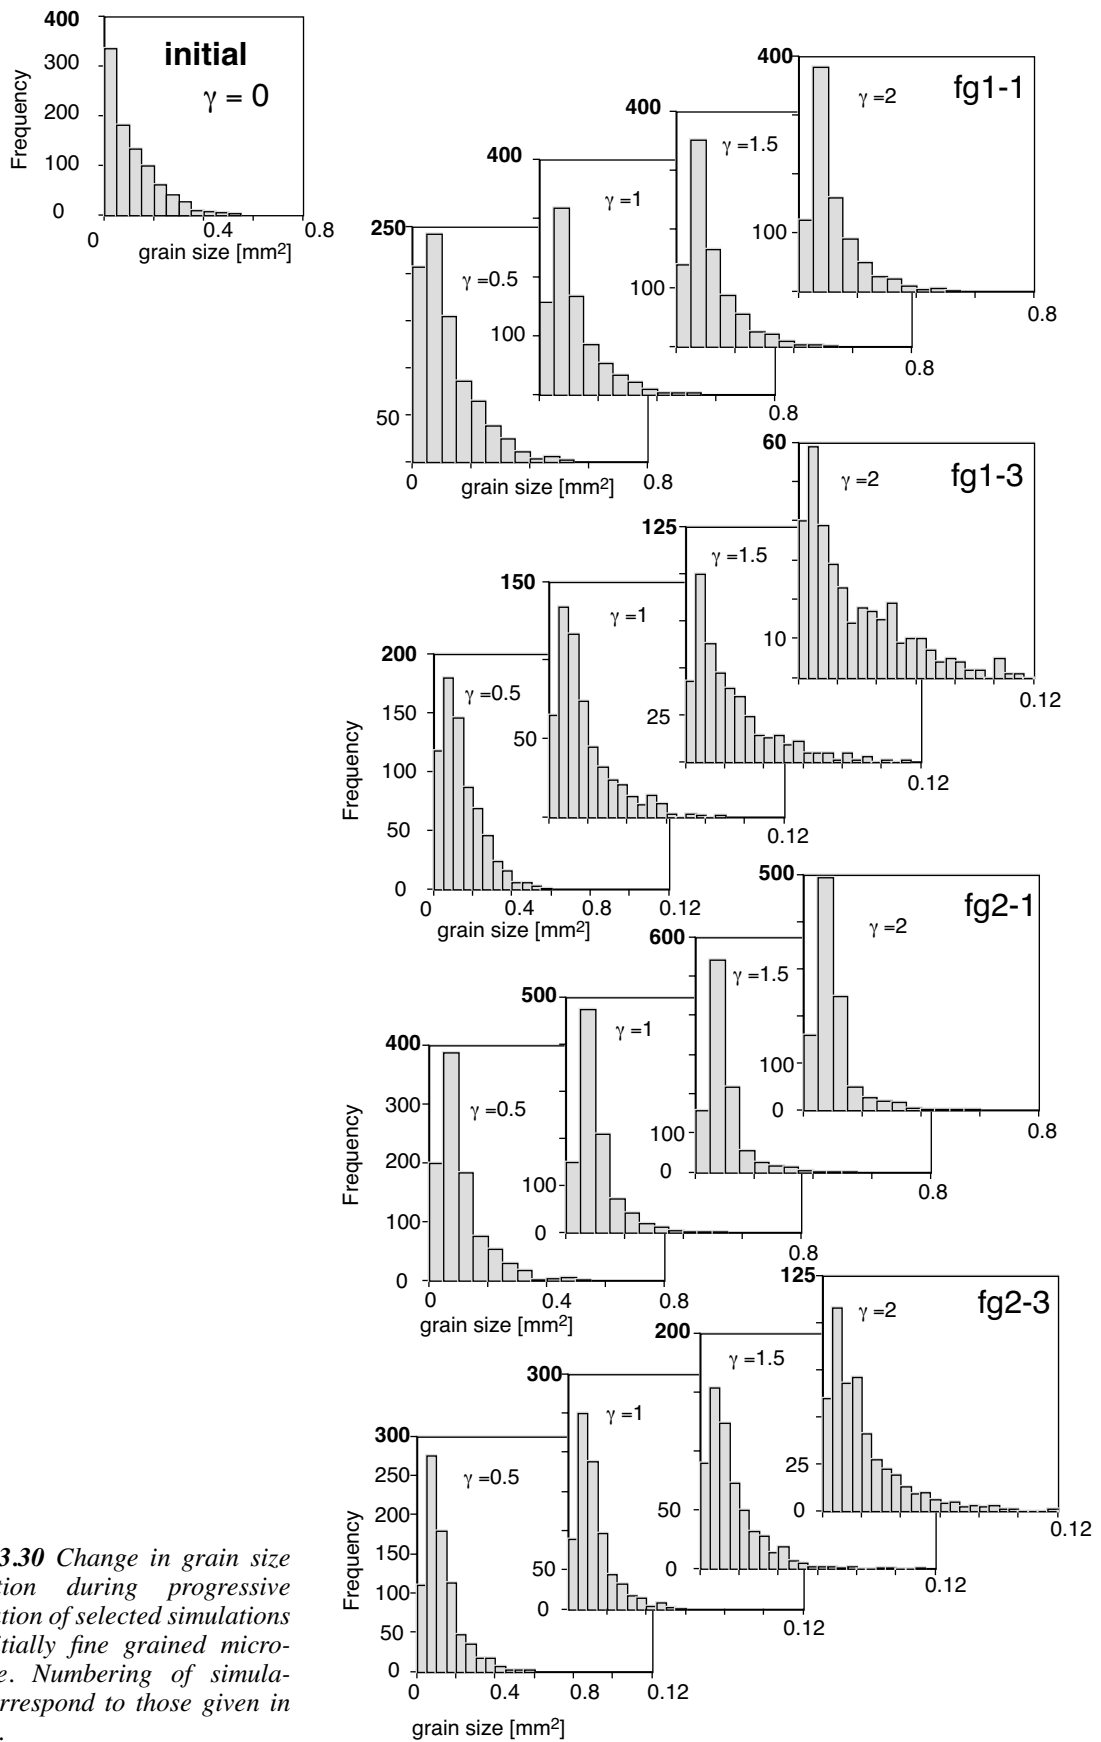 400
300
200
100
0
Frequency
initial
γ = 0
0
0.4
0.8
grain size [mm2]
fg1-1
400
γ =2
100
0.8
400
γ =1.5
100
0.8
400
γ =1
100
0.8
250
γ =0.5
50
0
grain size [mm2]
0.8
fg1-3
60
γ =2
10
0.12
125
γ =1.5
25
0.12
150
γ =1
50
0.12
200
150
100
50
0
Frequency
γ =0.5
0
0.4
0.8
0.12
grain size [mm2]
fg2-1
500
γ =2
100
0
0.8
600
γ =1.5
100
0
0.8
500
γ =1
100
0
0.8
400
300
200
100
0
Frequency
γ =0.5
0
0.4
0.8
grain size [mm2]
fg2-3
125
γ =2
25
0
0.12
200
γ =1.5
50
0
0.12
300
γ =1
50
0
0.12
300
250
200
150
100
50
0
Frequency
γ =0.5
0
0.4
0.8
0.12
grain size [mm2]
3.30 Change in grain size
tion during progressive
ation of selected simulations
tially fine grained micro-
e. Numbering of simula-
rrespond to those given in
.